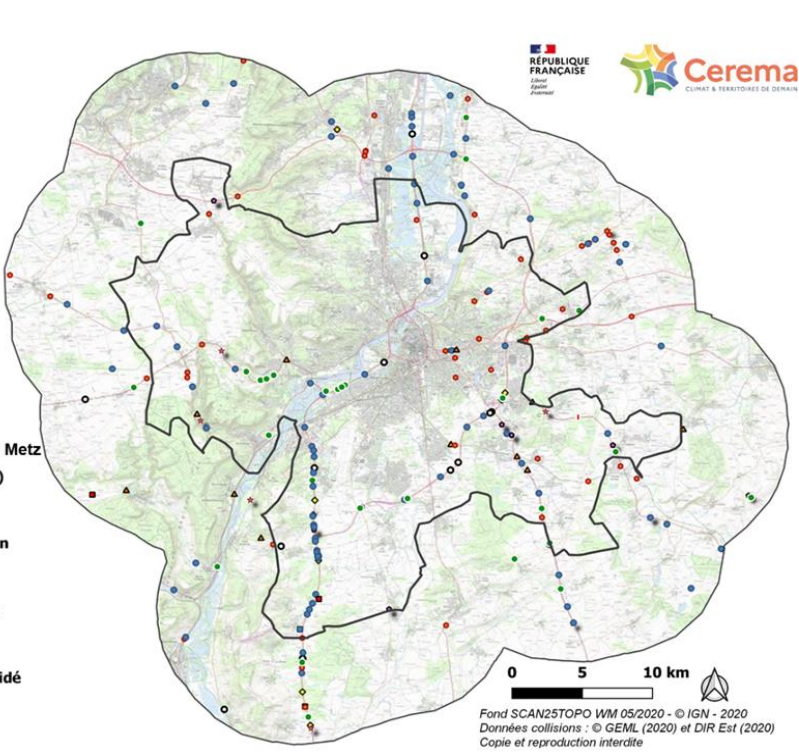 RÉPUBLIQUE
FRANÇAISE
Liberté
Égalité
Fraternité
Cerema
CLIMAT & TERRITOIRES DE DEMAIN
Metz
)
n
idé
0 5 10 km
Fond SCAN25TOPO WM 05/2020 - © IGN - 2020
Données collisions : © GEML (2020) et DIR Est (2020)
Copie et reproduction interdite